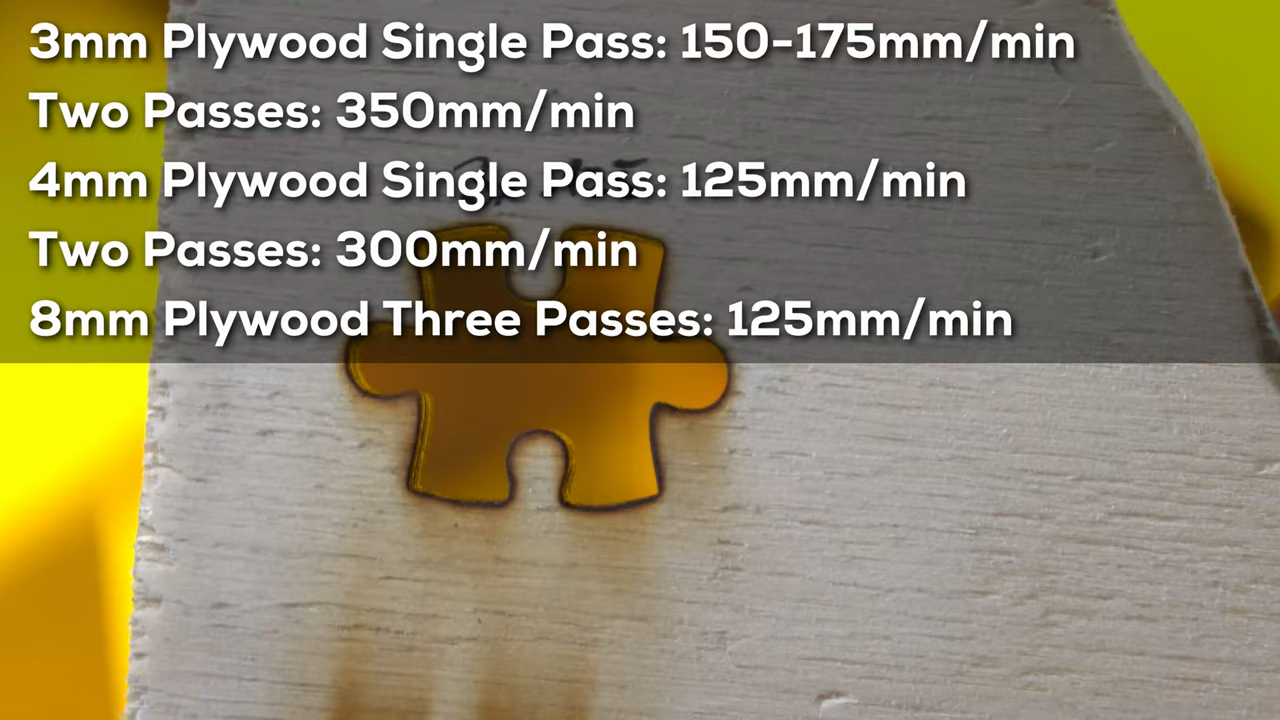 3mm Plywood Single Pass: 150-175mm/min
Two Passes: 350mm/min
4mm Plywood Single Pass: 125mm/min
Two Passes: 300mm/min
8mm Plywood Three Passes: 125mm/min